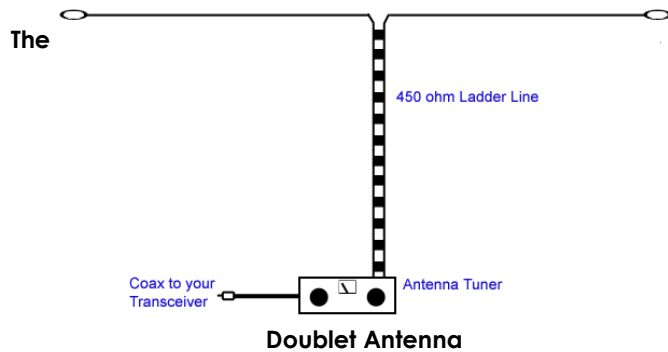 The
450 ohm Ladder Line
Coax to your
Transceiver
Antenna Tuner
Doublet Antenna